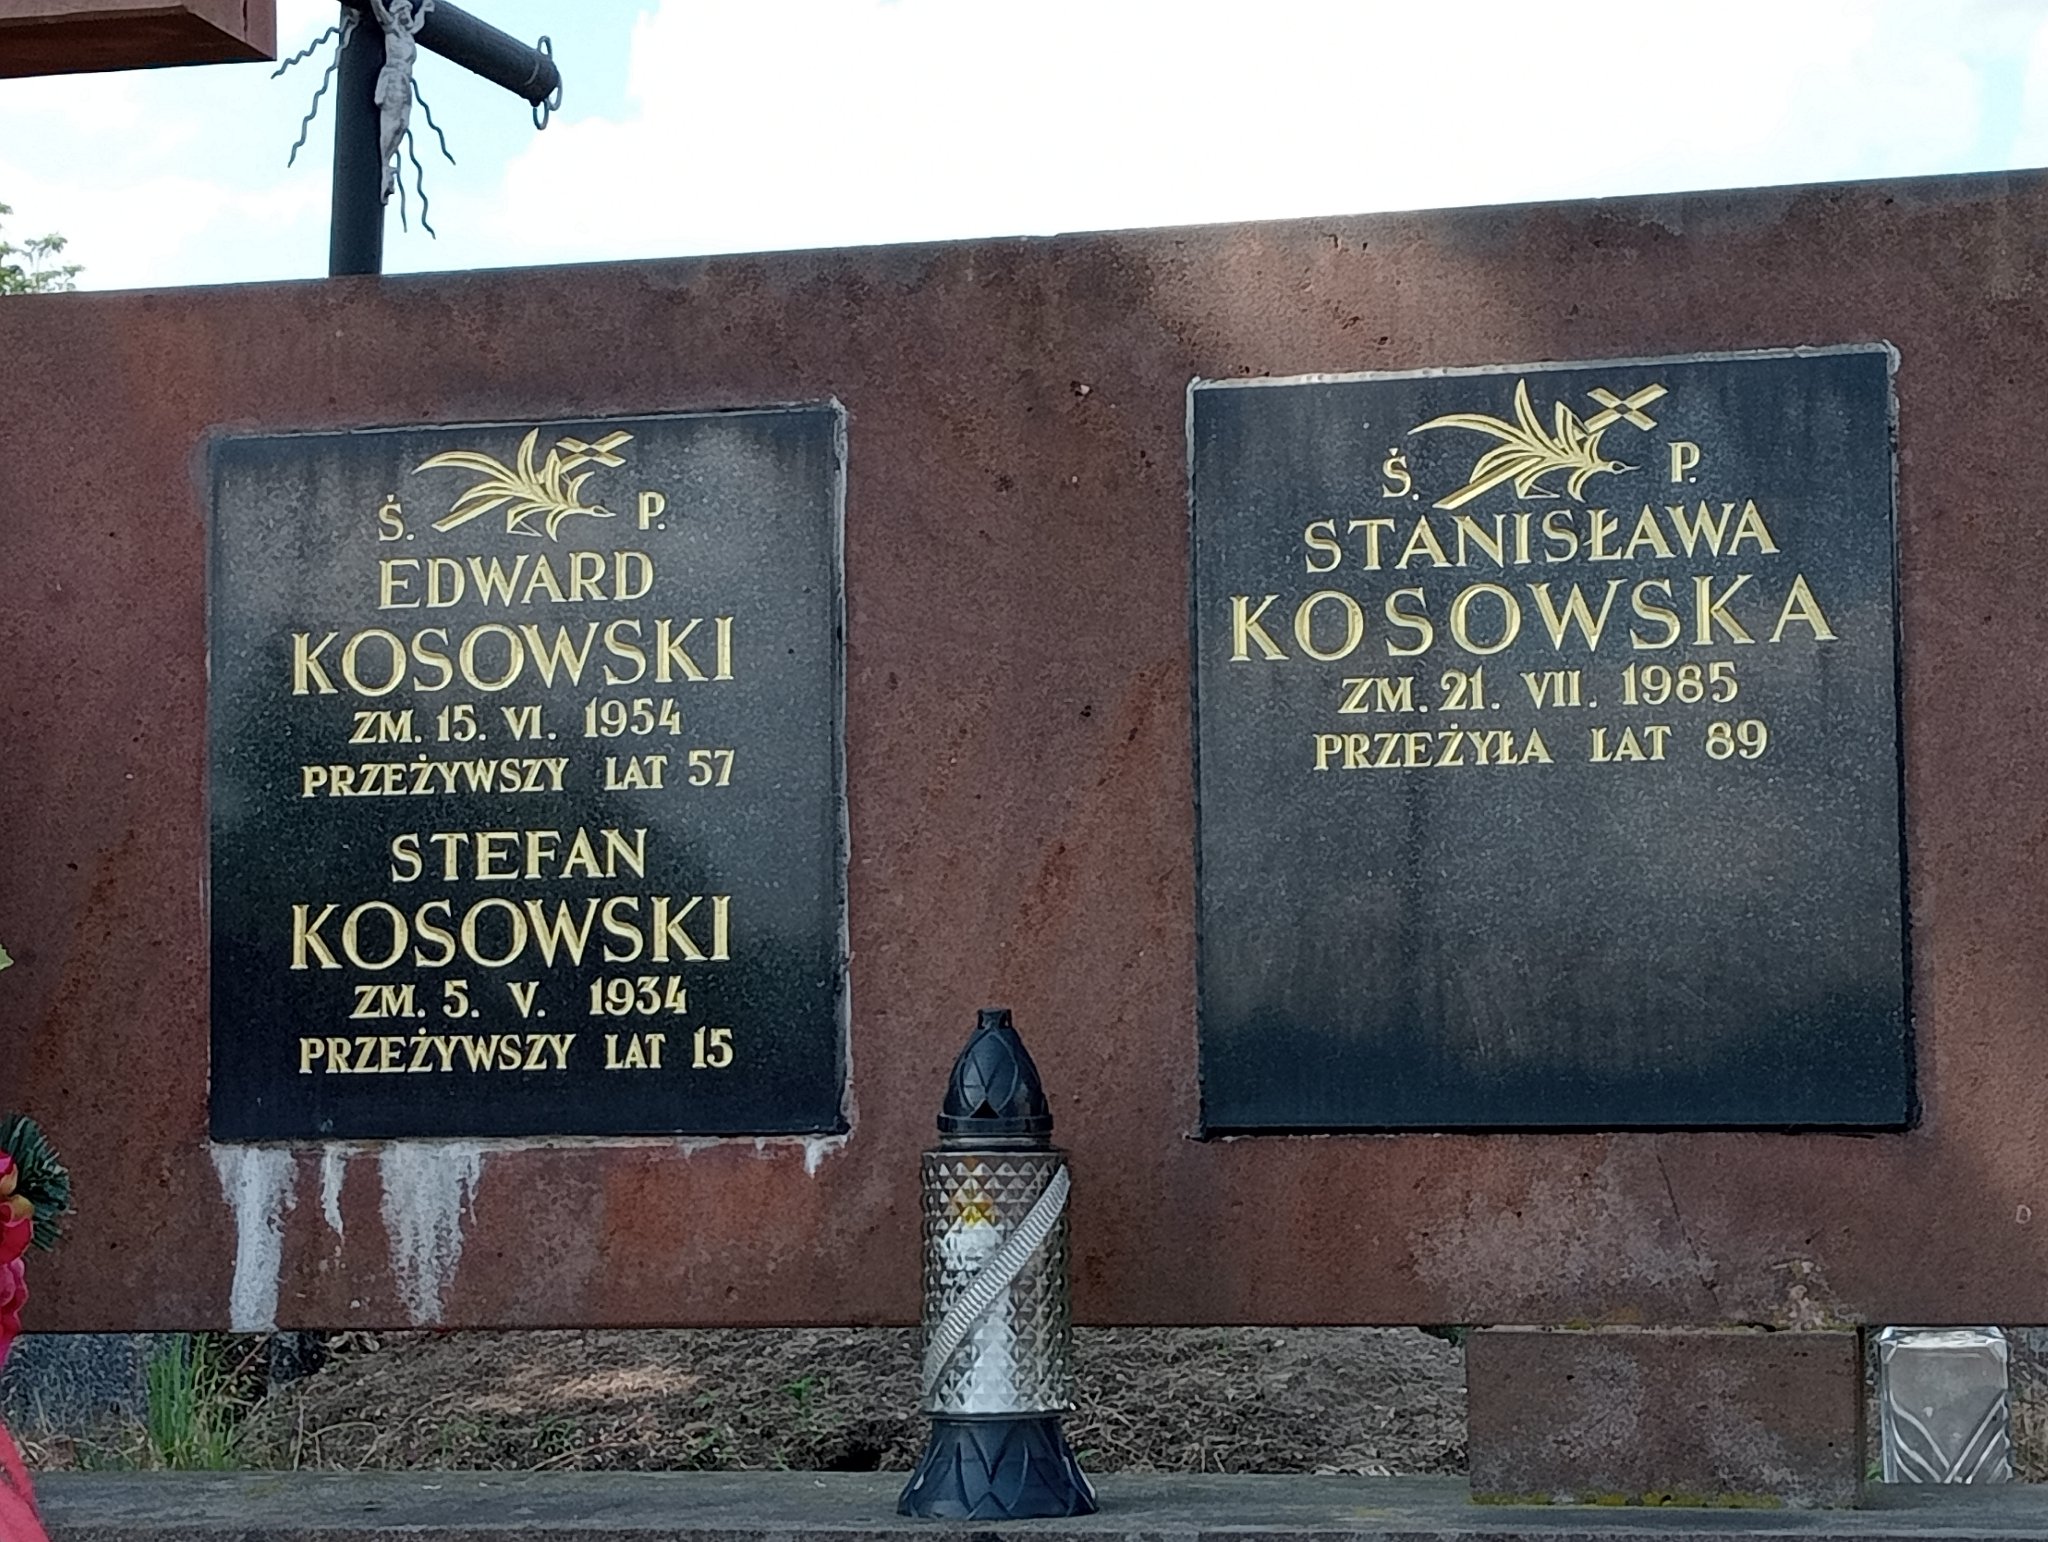 Ś. P.
EDWARD
KOSOWSKI
ZM. 15. VI. 1954
PRZEŻYWSZY LAT 57
STEFAN
KOSOWSKI
ZM. 5. V. 1934
PRZEŻYWSZY LAT 15
Ś. P.
STANISŁAWA
KOSOWSKA
ZM. 21. VII. 1985
PRZEŻYŁA LAT 89